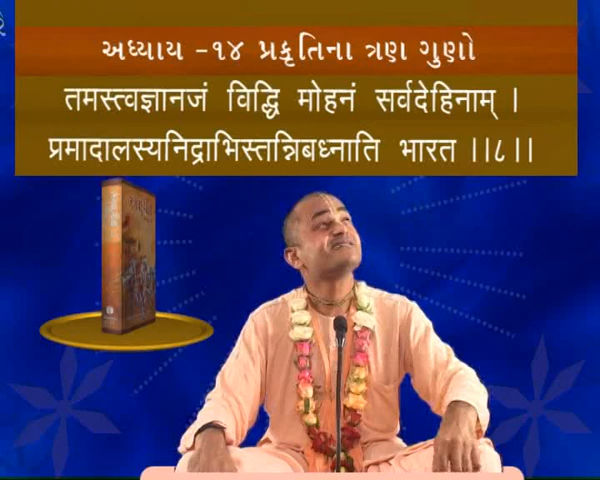 અધ્યાય -૧૪ પ્રકૃતિના ત્રણ ગુણો
तमस्त्वज्ञानजं विद्धि मोहनं सर्वदेहिनाम् ।
प्रमादालस्यनिद्राभिस्तन्निबध्नाति भारत ।।८।।